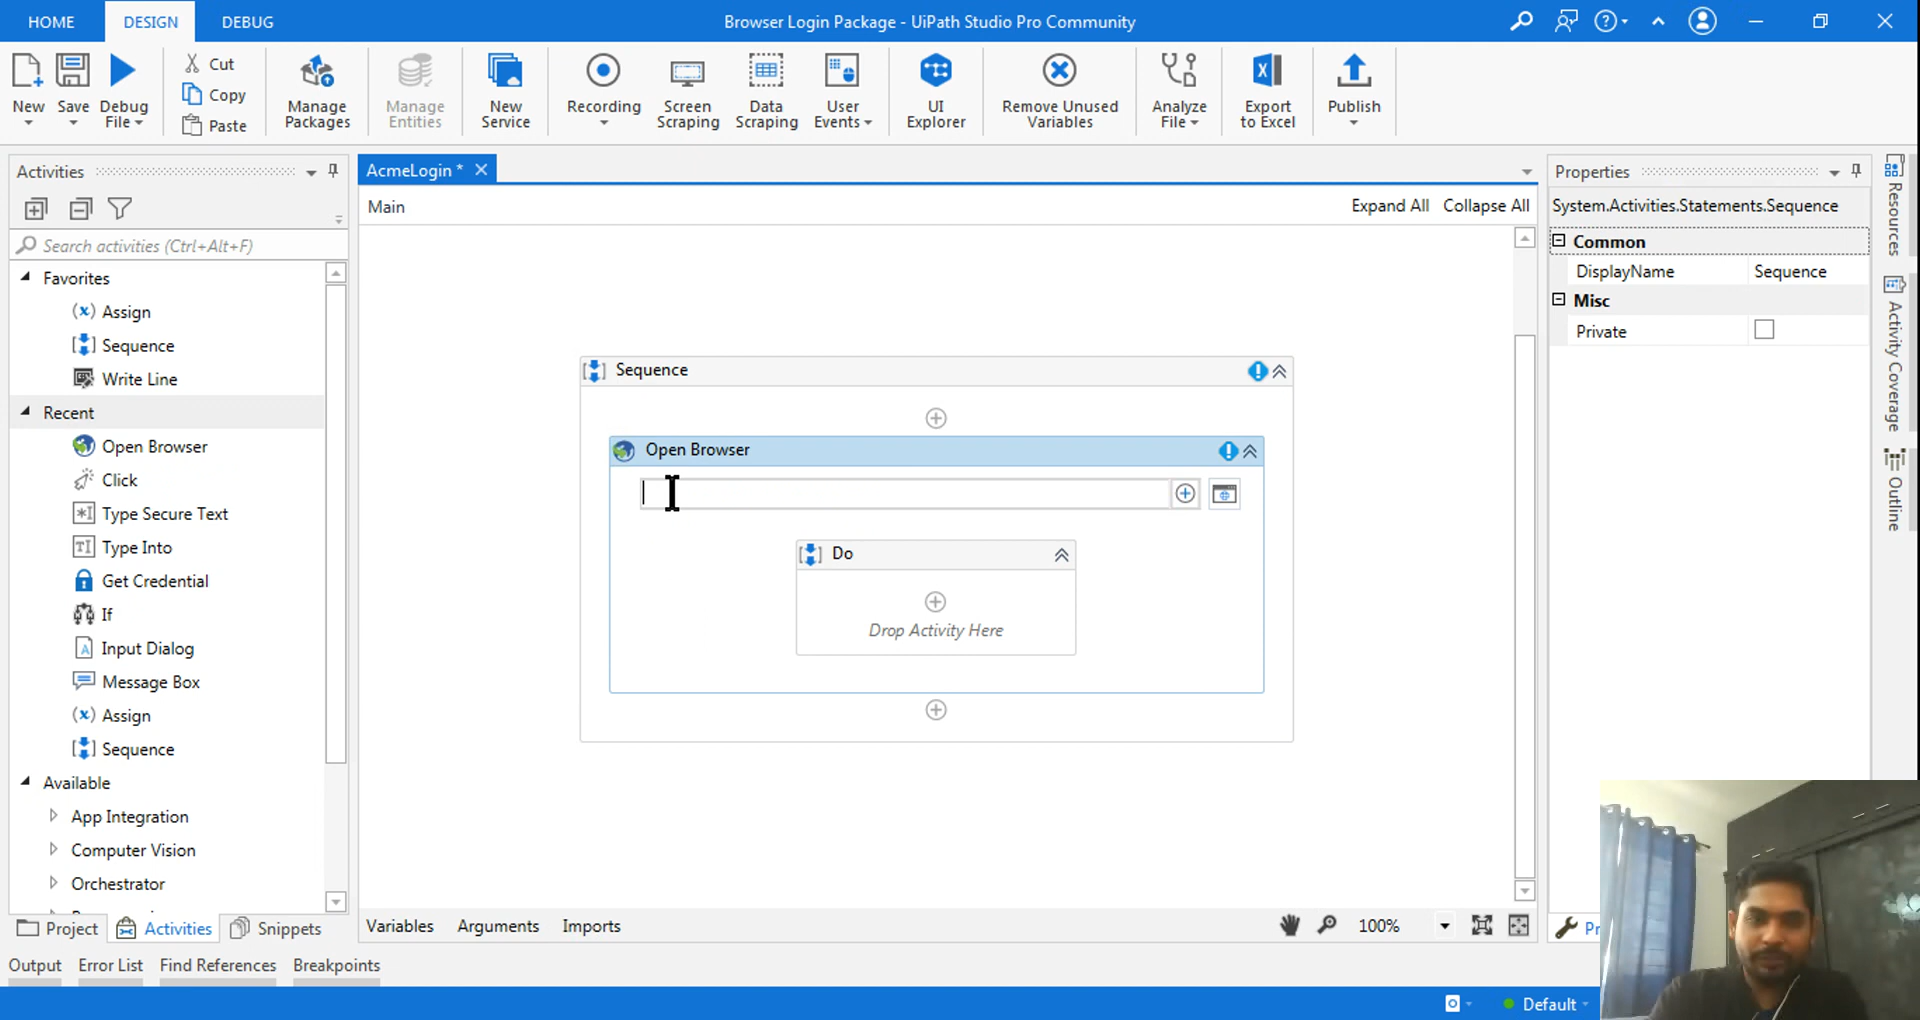 HOME DESIGN DEBUG
Browser Login Package - UiPath Studio Pro Community
New
Save
Debug
File
Cut
Copy
Paste
Manage
Packages
Manage
Entities
New
Service
Recording
Screen
Scraping
Data
Scraping
User
Events
UI
Explorer
Remove Unused
Variables
Analyze
File
Export
to Excel
Publish
Activities
Search activities (Ctrl+Alt+F)
Favorites
Assign
Sequence
Write Line
Recent
Open Browser
Click
Type Secure Text
Type Into
Get Credential
If
Input Dialog
Message Box
Assign
Sequence
Available
App Integration
Computer Vision
Orchestrator
Project Activities Snippets
AcmeLogin *
Main
Expand All Collapse All
Sequence
Open Browser
Do
Drop Activity Here
Variables Arguments Imports
100%
Properties
System.Activities.Statements.Sequence
Common
DisplayName Sequence
Misc
Private
Resources
Activity Coverage
Outline
Output Error List Find References Breakpoints
Default